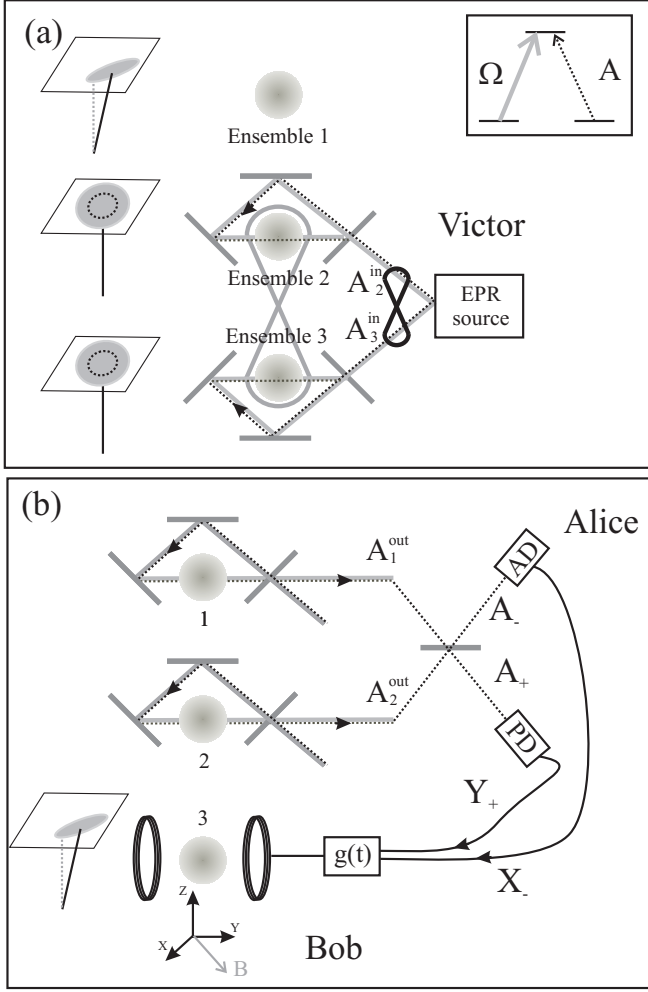 (a)
Ω
A
Ensemble 1
Victor
Ensemble 2
A₂ⁱⁿ
EPR
source
Ensemble 3
A₃ⁱⁿ
(b)
Alice
A₁ᵒᵘᵗ
AD
1
A₋
A₂ᵒᵘᵗ
A₊
PD
2
Y₊
3
g(t)
X₋
Z
Y
X
B
Bob